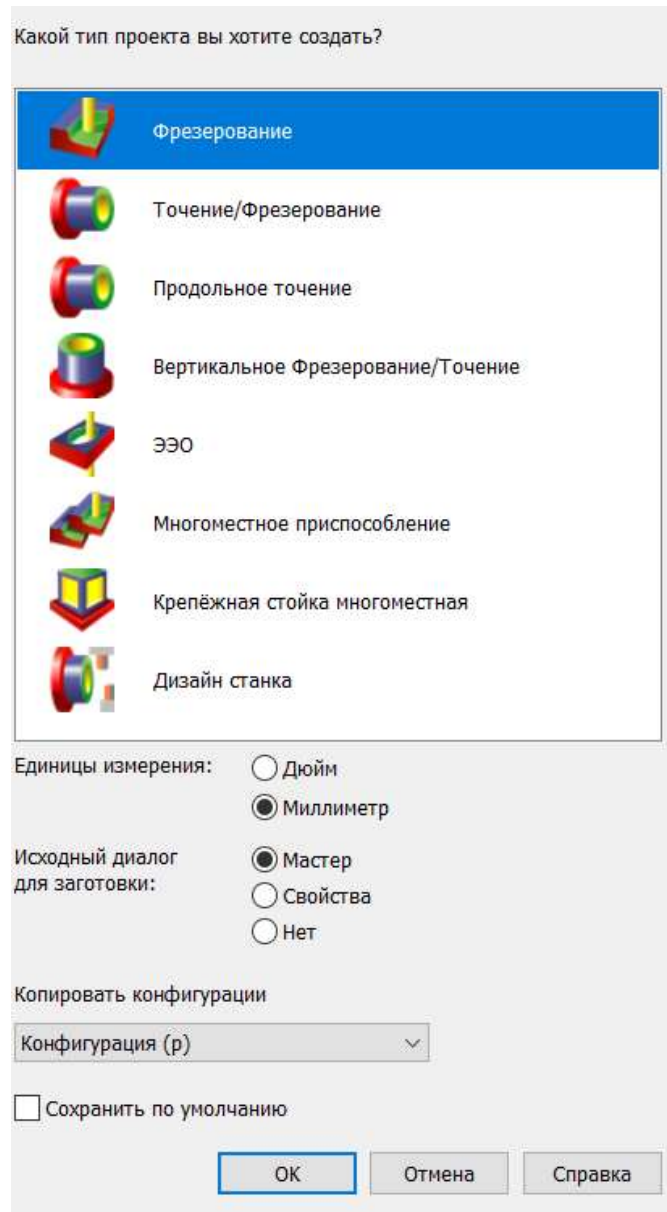 Какой тип проекта вы хотите создать?
Фрезерование
Точение/Фрезерование
Продольное точение
Вертикальное Фрезерование/Точение
ЭЭО
Многоместное приспособление
Крепёжная стойка многоместная
Дизайн станка
Единицы измерения:
Дюйм
Миллиметр
Исходный диалог
для заготовки:
Мастер
Свойства
Нет
Копировать конфигурации
Конфигурация (р)
Сохранить по умолчанию
ОК
Отмена
Справка